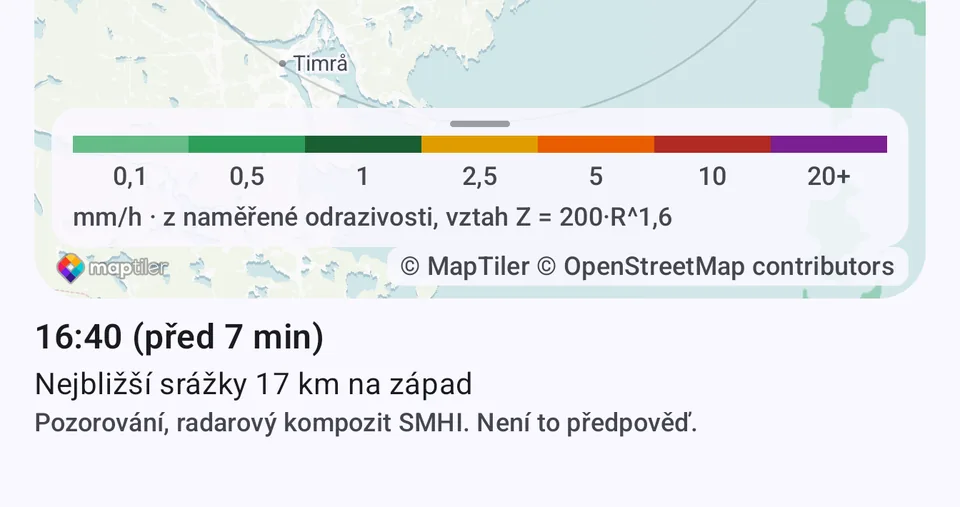 Timrå
0,1 0,5 1 2,5 5 10 20+
mm/h · z naměřené odrazivosti, vztah Z = 200·R^1,6
maptiler © MapTiler © OpenStreetMap contributors
16:40 (před 7 min)
Nejbližší srážky 17 km na západ
Pozorování, radarový kompozit SMHI. Není to předpověď.